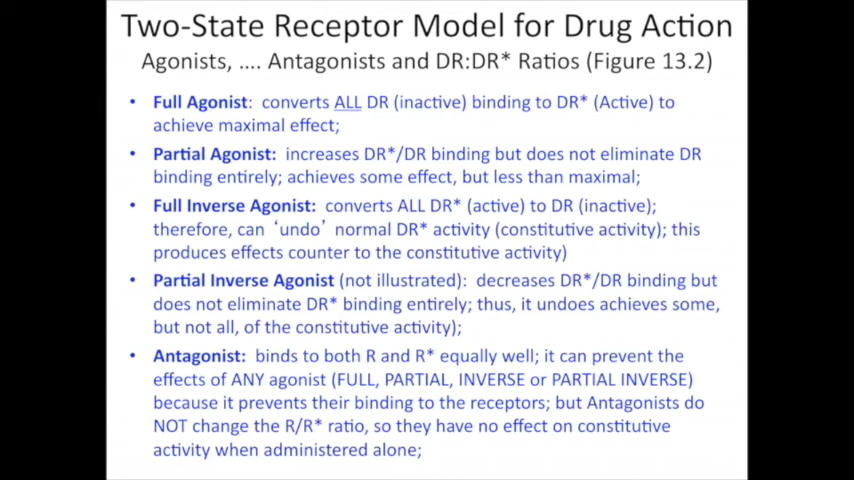 Two-State Receptor Model for Drug Action
Agonists, .... Antagonists and DR:DR* Ratios (Figure 13.2)
• Full Agonist: converts ALL DR (inactive) binding to DR* (Active) to
achieve maximal effect;
• Partial Agonist: increases DR*/DR binding but does not eliminate DR
binding entirely; achieves some effect, but less than maximal;
• Full Inverse Agonist: converts ALL DR* (active) to DR (inactive);
therefore, can ‘undo’ normal DR* activity (constitutive activity); this
produces effects counter to the constitutive activity)
• Partial Inverse Agonist (not illustrated): decreases DR*/DR binding but
does not eliminate DR* binding entirely; thus, it undoes achieves some,
but not all, of the constitutive activity);
• Antagonist: binds to both R and R* equally well; it can prevent the
effects of ANY agonist (FULL, PARTIAL, INVERSE or PARTIAL INVERSE)
because it prevents their binding to the receptors; but Antagonists do
NOT change the R/R* ratio, so they have no effect on constitutive
activity when administered alone;